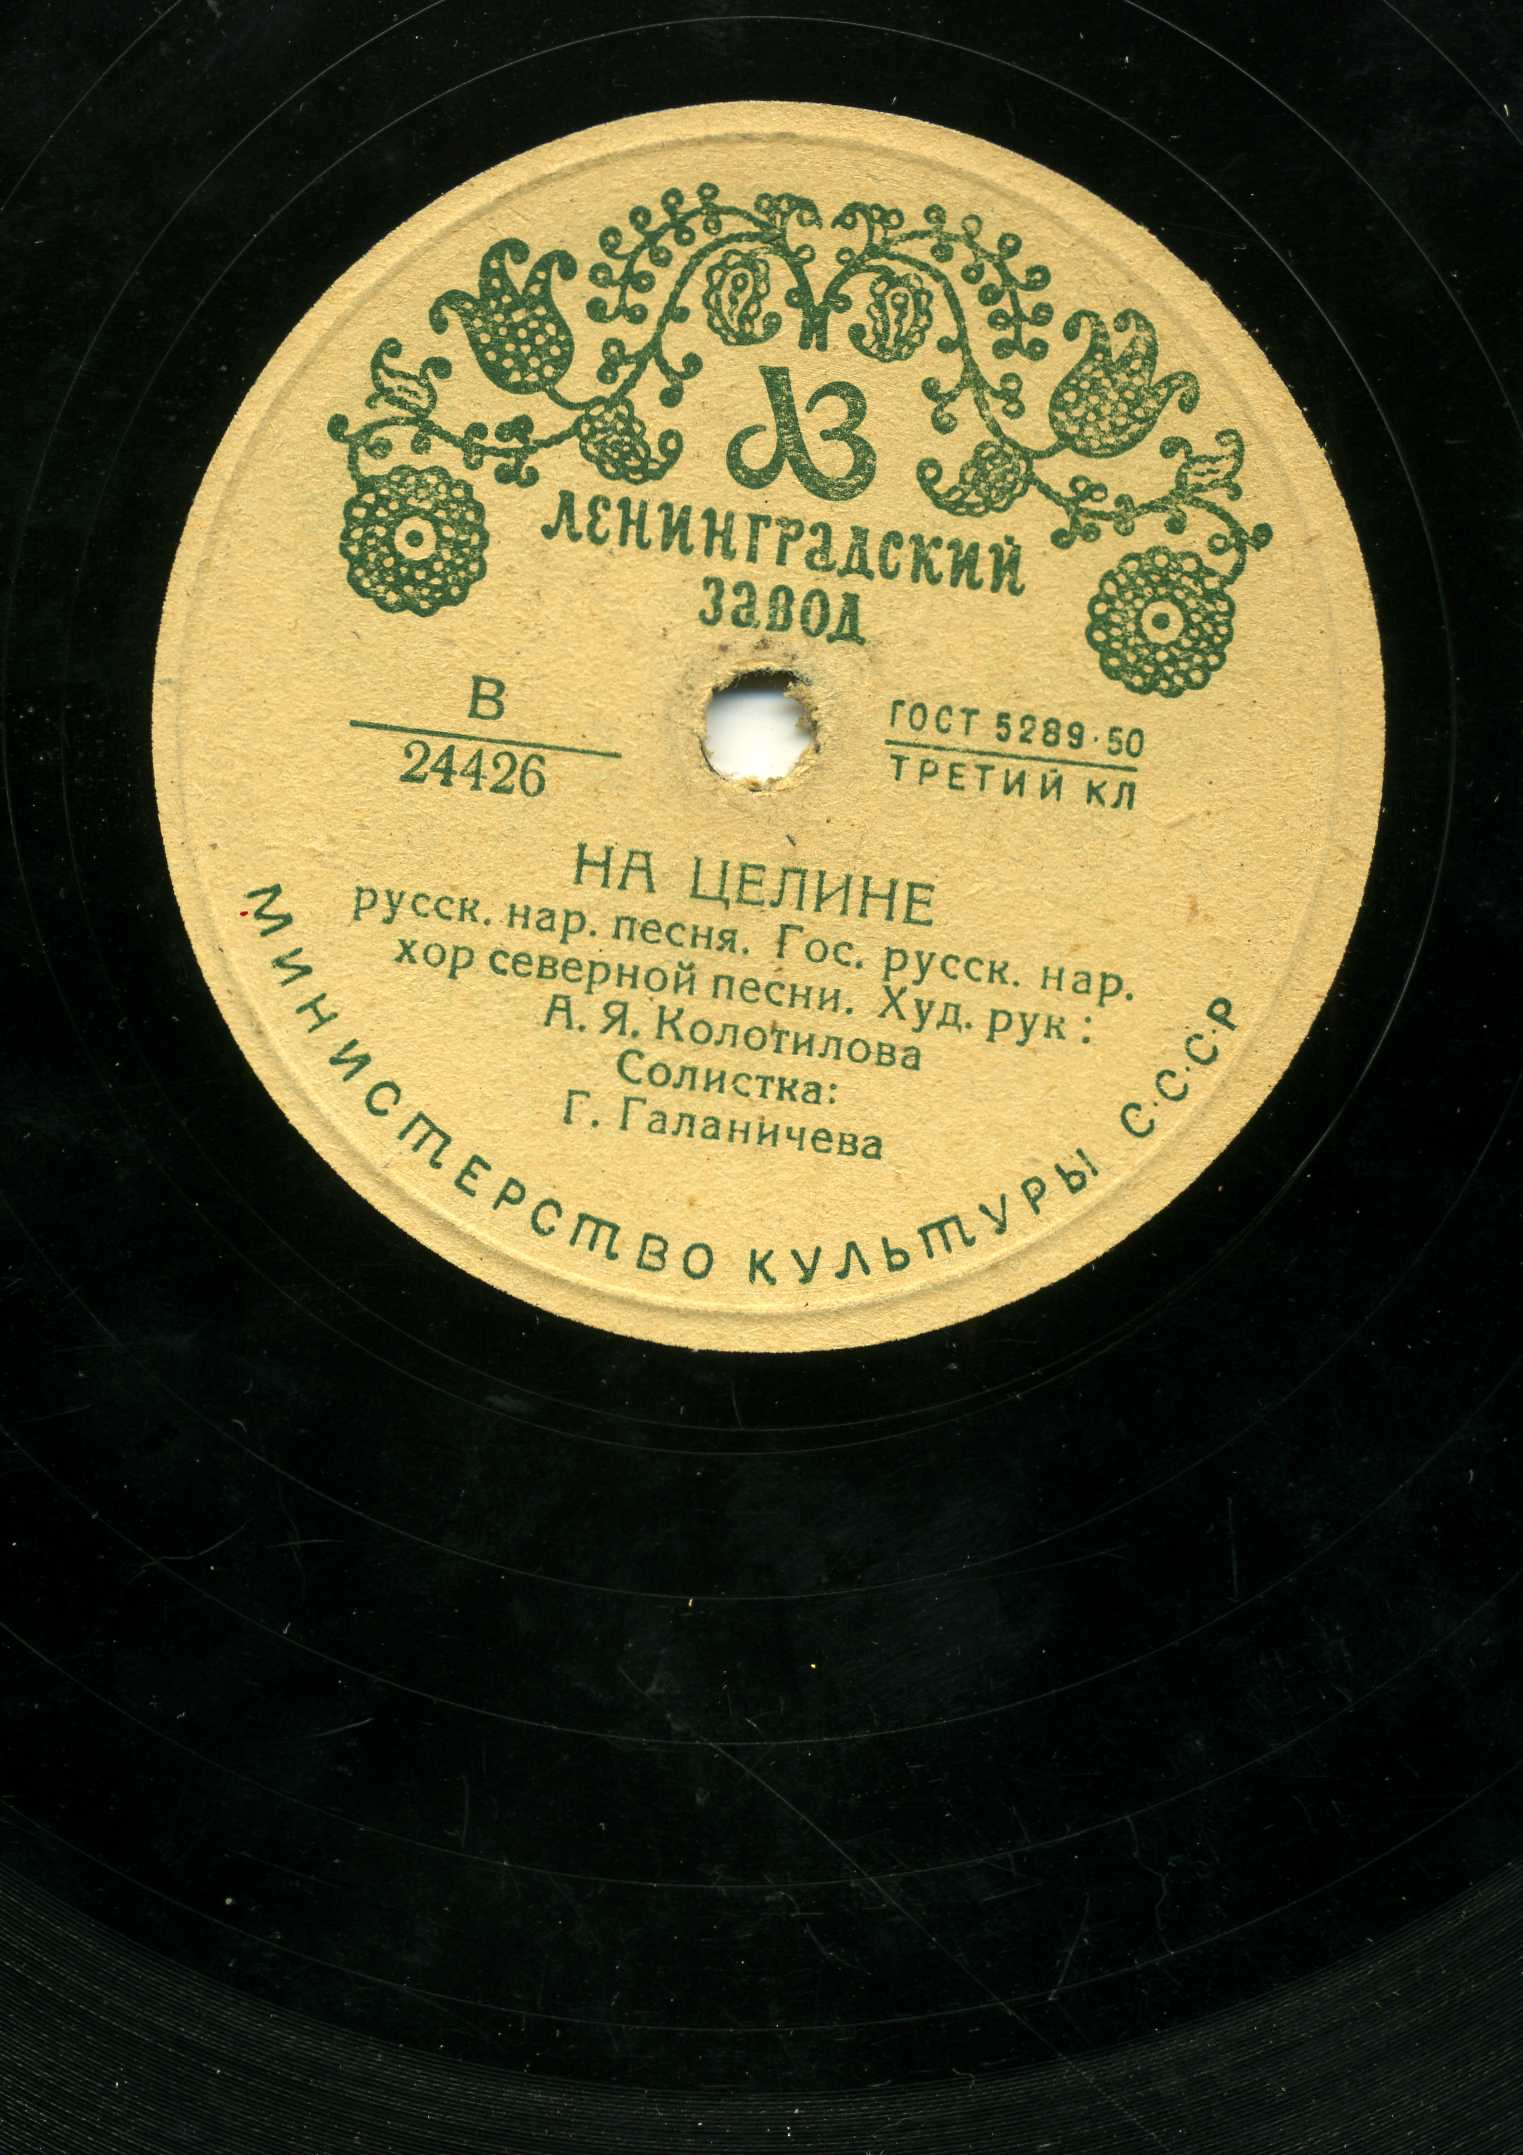 ЛЗ
ЛЕНИНГРАДСКИЙ
ЗАВОД
В
24426
ГОСТ 5289·50
ТРЕТИЙ КЛ
НА ЦЕЛИНЕ
русск. нар. песня. Гос. русск. нар.
хор северной песни. Худ. рук :
А. Я. Колотилова
Солистка:
Г. Галаничева
МИНИСТЕРСТВО КУЛЬТУРЫ С·С·С·Р